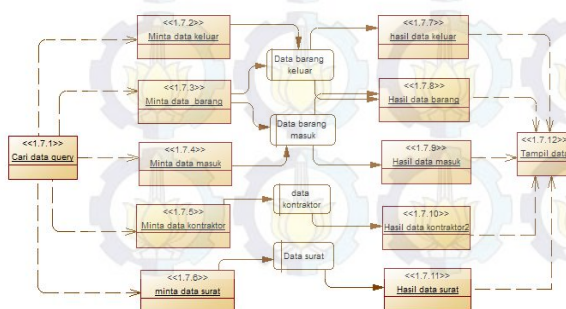 <<1.7.2>>
Minta data keluar
<<1.7.7>>
hasil data keluar
Data barang
keluar
<<1.7.3>>
Minta data_barang
<<1.7.8>>
Hasil data barang
<<1.7.1>>
Cari data query
Data barang
masuk
<<1.7.4>>
Minta data masuk
<<1.7.9>>
Hasil data masuk
<<1.7.12>>
Tampil data
data
kontraktor
<<1.7.5>>
Minta data kontraktor
<<1.7.10>>
Hasil data kontraktor2
Data surat
<<1.7.6>>
minta data surat
<<1.7.11>>
Hasil data surat